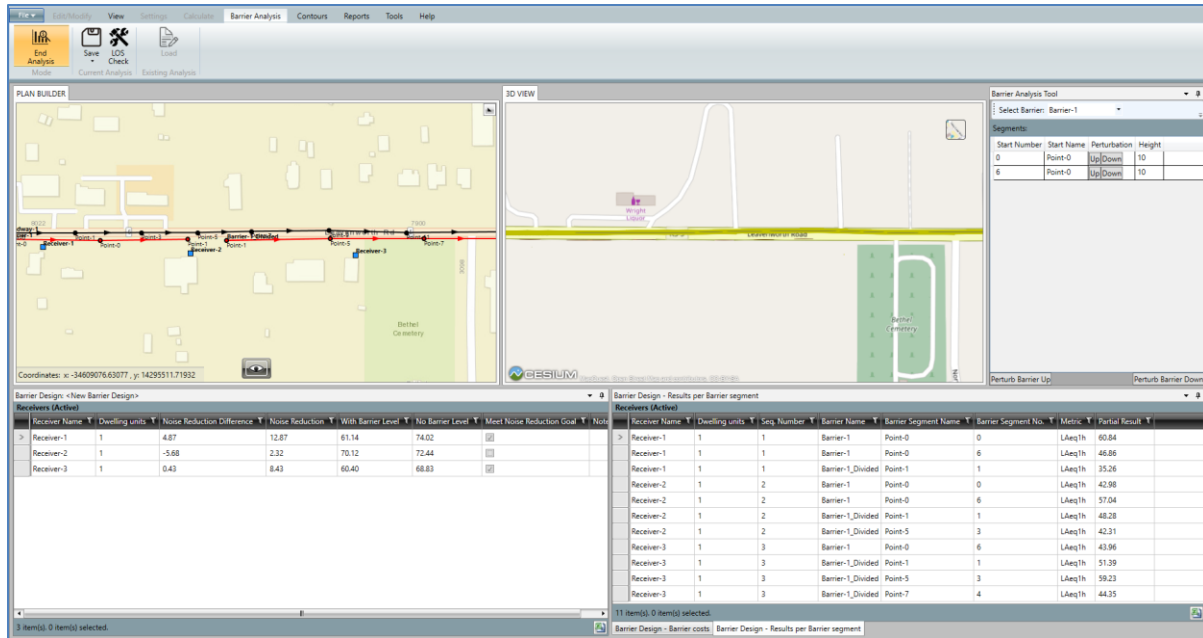 File Edit/Modify View Settings Calculate Barrier Analysis Contours Reports Tools Help
End Analysis
Save
LOS Check
Load
Mode
Current Analysis
Existing Analysis
PLAN BUILDER
3D VIEW
Barrier Analysis Tool
Select Barrier: Barrier-1
Segments:
Start Number Start Name Perturbation Height
0 Point-0 Up Down 10
6 Point-0 Up Down 10
Wright
Liquor
Leavenworth Road
8022
7900
Receiver-1
Point-1
Point-0
Point-3
Point-5
Point-1
Receiver-2
Point-1
Point-5
Receiver-3
Point-7
Bethel
Cemetery
Bethel
Cemetery
Coordinates: x: -34609076.63077 , y: 14295511.71932
CESIUM
Perturb Barrier Up
Perturb Barrier Down
Barrier Design: <New Barrier Design>
Receivers (Active)
Receiver Name Dwelling units Noise Reduction Difference Noise Reduction With Barrier Level No Barrier Level Meet Noise Reduction Goal
Receiver-1 1 4.87 12.87 61.14 74.02
Receiver-2 1 -5.68 2.32 70.12 72.44
Receiver-3 1 0.43 8.43 60.40 68.83
3 item(s). 0 item(s) selected.
Barrier Design - Results per Barrier segment
Receivers (Active)
Receiver Name Dwelling units Seq. Number Barrier Name Barrier Segment Name Barrier Segment No. Metric Partial Result
Receiver-1 1 1 Barrier-1 Point-0 0 LAeq1h 60.84
Receiver-1 1 1 Barrier-1 Point-0 6 LAeq1h 46.86
Receiver-1 1 1 Barrier-1_Divided Point-1 1 LAeq1h 35.26
Receiver-2 1 2 Barrier-1 Point-0 0 LAeq1h 42.98
Receiver-2 1 2 Barrier-1 Point-0 6 LAeq1h 57.04
Receiver-2 1 2 Barrier-1_Divided Point-1 1 LAeq1h 48.28
Receiver-2 1 2 Barrier-1_Divided Point-5 3 LAeq1h 42.31
Receiver-3 1 3 Barrier-1 Point-0 6 LAeq1h 43.96
Receiver-3 1 3 Barrier-1_Divided Point-1 1 LAeq1h 51.39
Receiver-3 1 3 Barrier-1_Divided Point-5 3 LAeq1h 59.23
Receiver-3 1 3 Barrier-1_Divided Point-7 4 LAeq1h 44.35
11 item(s). 0 item(s) selected.
Barrier Design - Barrier costs
Barrier Design - Results per Barrier segment